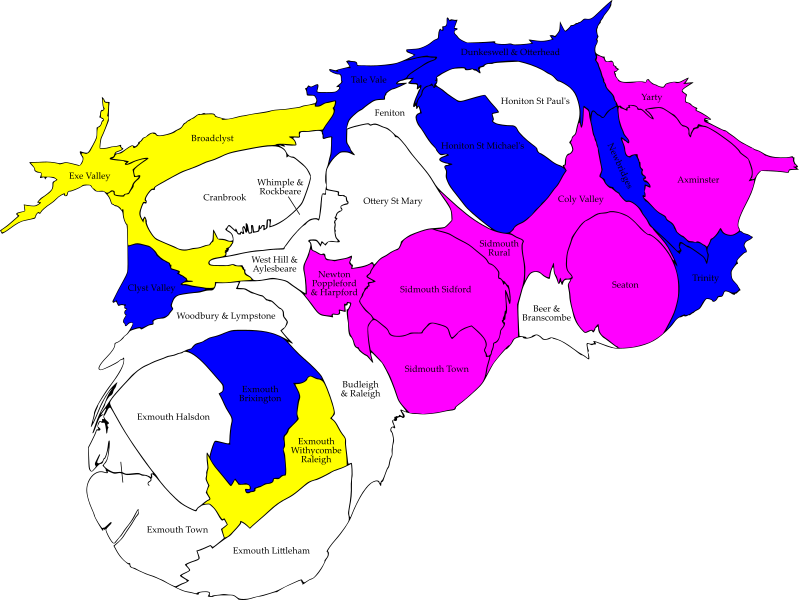 Dunkeswell & Otterhead
Tale Vale
Yarty
Honiton St Paul's
Feniton
Broadclyst
Honiton St Michael's
Newbridges
Exe Valley
Axminster
Whimple &
Rockbeare
Cranbrook
Ottery St Mary
Coly Valley
Sidmouth
Rural
West Hill &
Aylesbeare
Newton
Poppleford
& Harpford
Trinity
Clyst Valley
Sidmouth Sidford
Seaton
Beer &
Branscombe
Woodbury & Lympstone
Sidmouth Town
Budleigh
& Raleigh
Exmouth
Brixington
Exmouth Halsdon
Exmouth
Withycombe
Raleigh
Exmouth Town
Exmouth Littleham